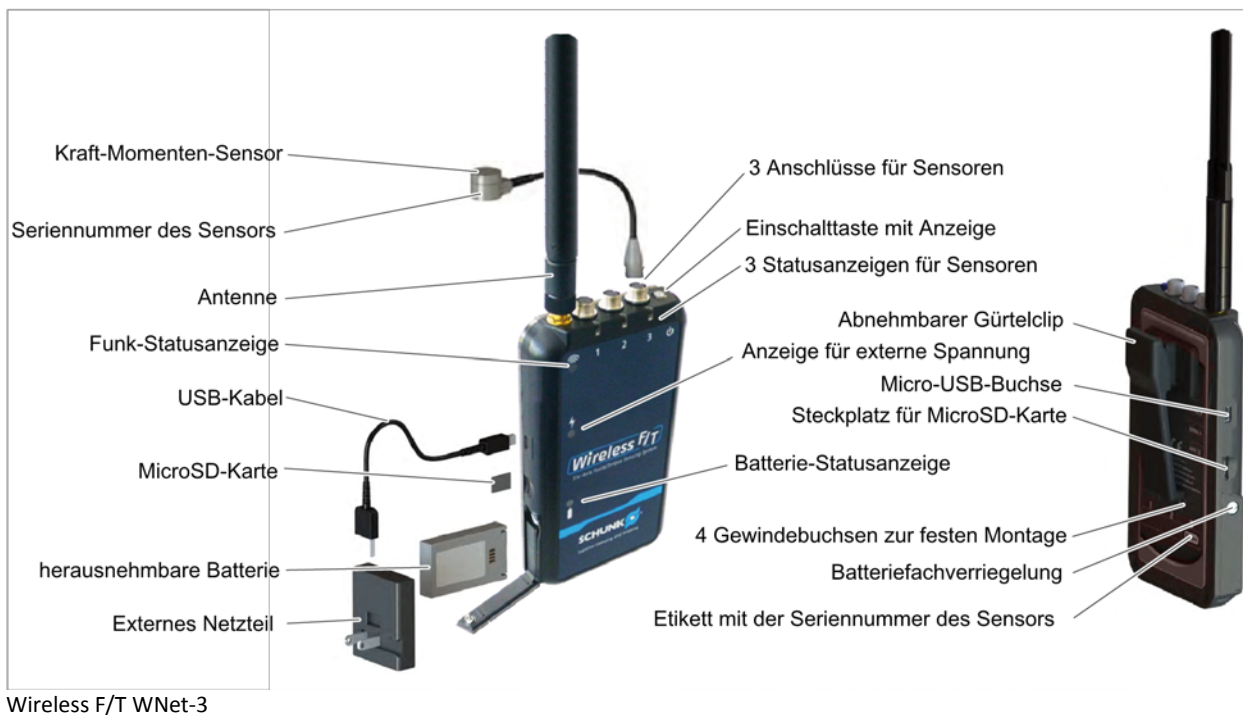 Kraft-Momenten-Sensor
Seriennummer des Sensors
Antenne
Funk-Statusanzeige
USB-Kabel
MicroSD-Karte
herausnehmbare Batterie
Externes Netzteil
3 Anschlüsse für Sensoren
Einschalttaste mit Anzeige
3 Statusanzeigen für Sensoren
Anzeige für externe Spannung
Batterie-Statusanzeige
1 2 3
Wireless F/T
SCHUNK
Abnehmbarer Gürtelclip
Micro-USB-Buchse
Steckplatz für MicroSD-Karte
4 Gewindebuchsen zur festen Montage
Batteriefachverriegelung
Etikett mit der Seriennummer des Sensors
Wireless F/T WNet-3